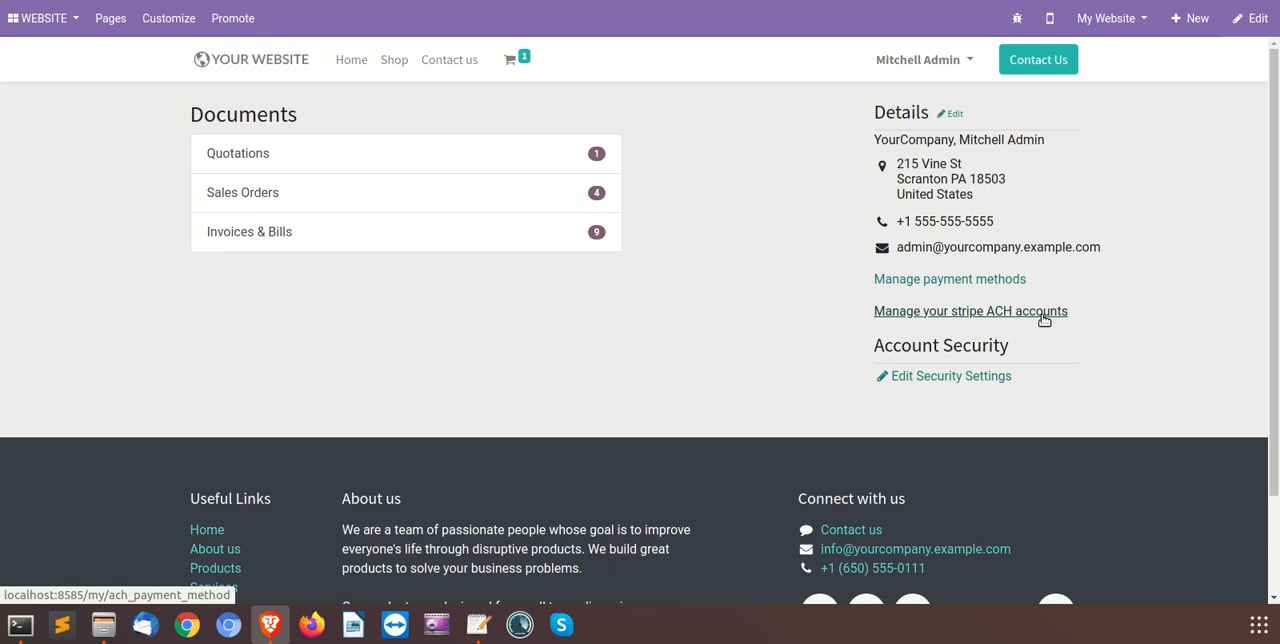 WEBSITE Pages Customize Promote My Website New Edit
YOUR WEBSITE Home Shop Contact us 1 Mitchell Admin Contact Us
Documents
Quotations 1
Sales Orders 4
Invoices & Bills 9
Details Edit
YourCompany, Mitchell Admin
215 Vine St
Scranton PA 18503
United States
+1 555-555-5555
admin@yourcompany.example.com
Manage payment methods
Manage your stripe ACH accounts
Account Security
Edit Security Settings
Useful Links
Home
About us
Products
Services
About us
We are a team of passionate people whose goal is to improve
everyone's life through disruptive products. We build great
products to solve your business problems.
Connect with us
Contact us
info@yourcompany.example.com
+1 (650) 555-0111
localhost:8585/my/ach_payment_method